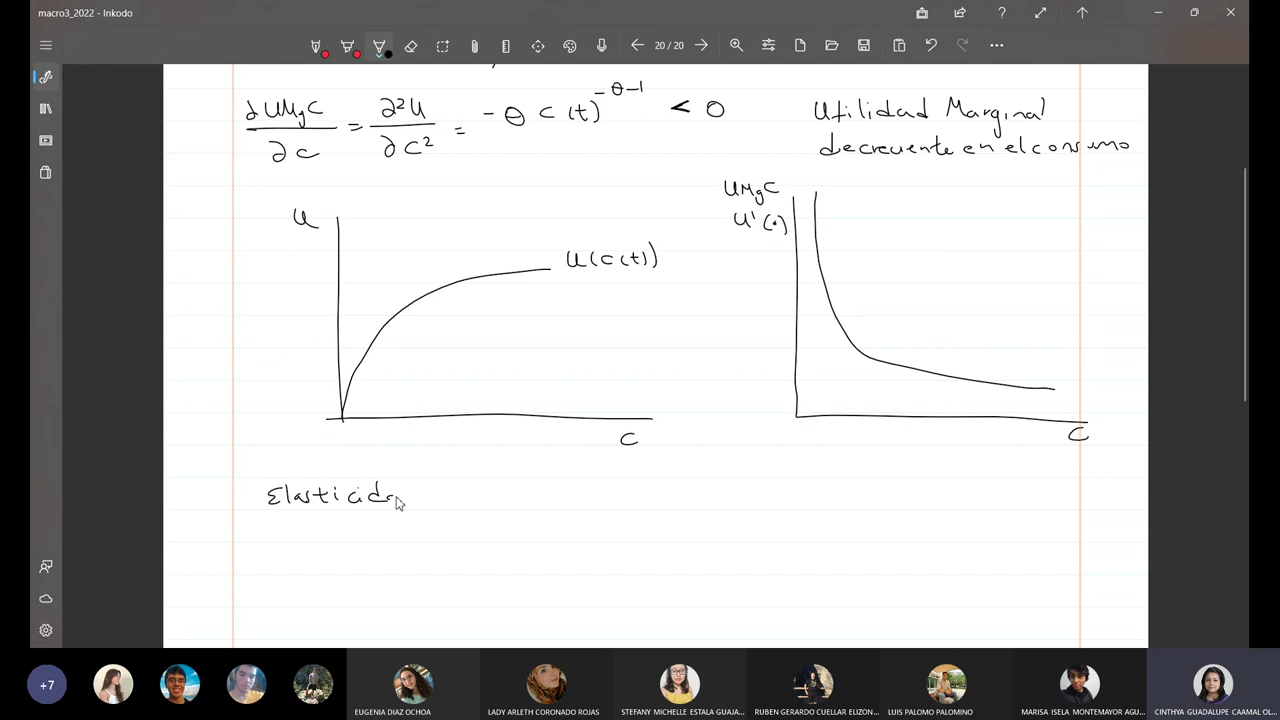 macro3_2022 - Inkodo
20 / 20
∂UMgC/∂C = ∂²U/∂C² = -θ C(t)^(-θ-1) < 0
Utilidad Marginal
decreciente en el consumo
U
U(C(t))
C
UMgC
U'(•)
C
Elasticida
+7
EUGENIA DIAZ OCHOA
LADY ARLETH CORONADO ROJAS
STEFANY MICHELLE ESTALA GUAJA...
RUBEN GERARDO CUELLAR ELIZON...
LUIS PALOMO PALOMINO
MARISA ISELA MONTEMAYOR AGU...
CINTHYA GUADALUPE CAAMAL OL...